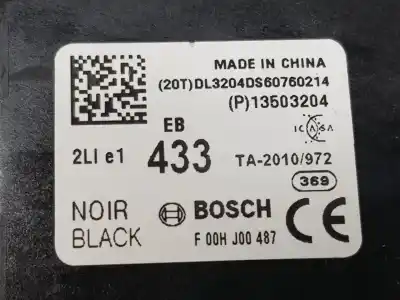 MADE IN CHINA
(20T)DL3204DS60760214
(P)13503204
EB
ICASA
2LI e1 433 TA-2010/972
369
NOIR BOSCH CE
BLACK F 00H J00 487